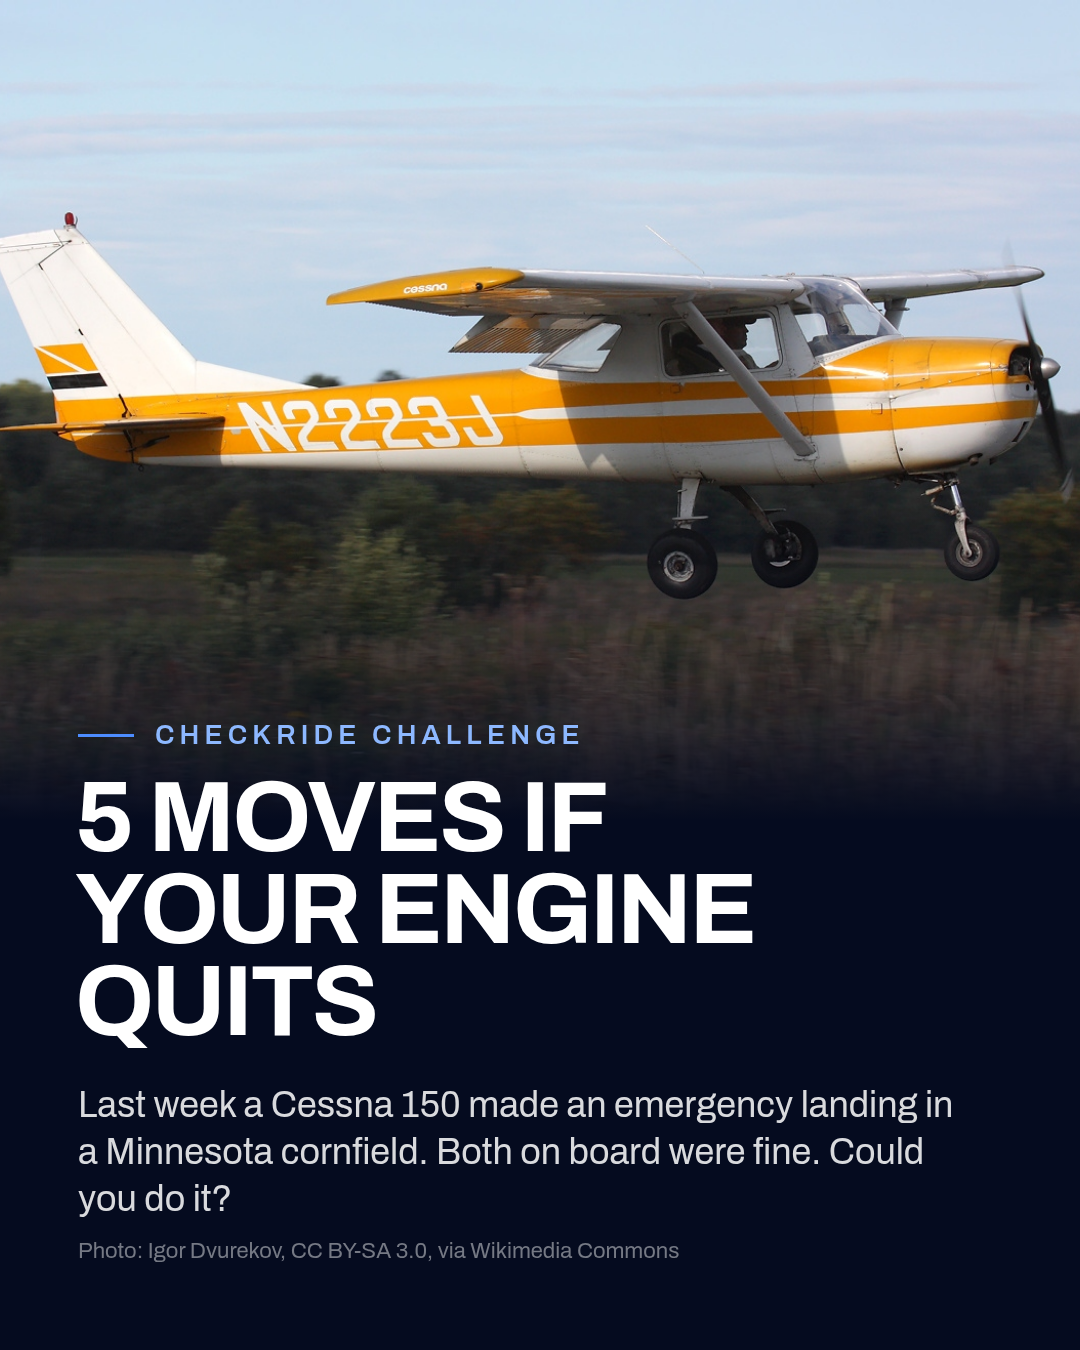 cessna
N2223J
CHECKRIDE CHALLENGE
5 MOVES IF
YOUR ENGINE
QUITS
Last week a Cessna 150 made an emergency landing in
a Minnesota cornfield. Both on board were fine. Could
you do it?
Photo: Igor Dvurekov, CC BY-SA 3.0, via Wikimedia Commons